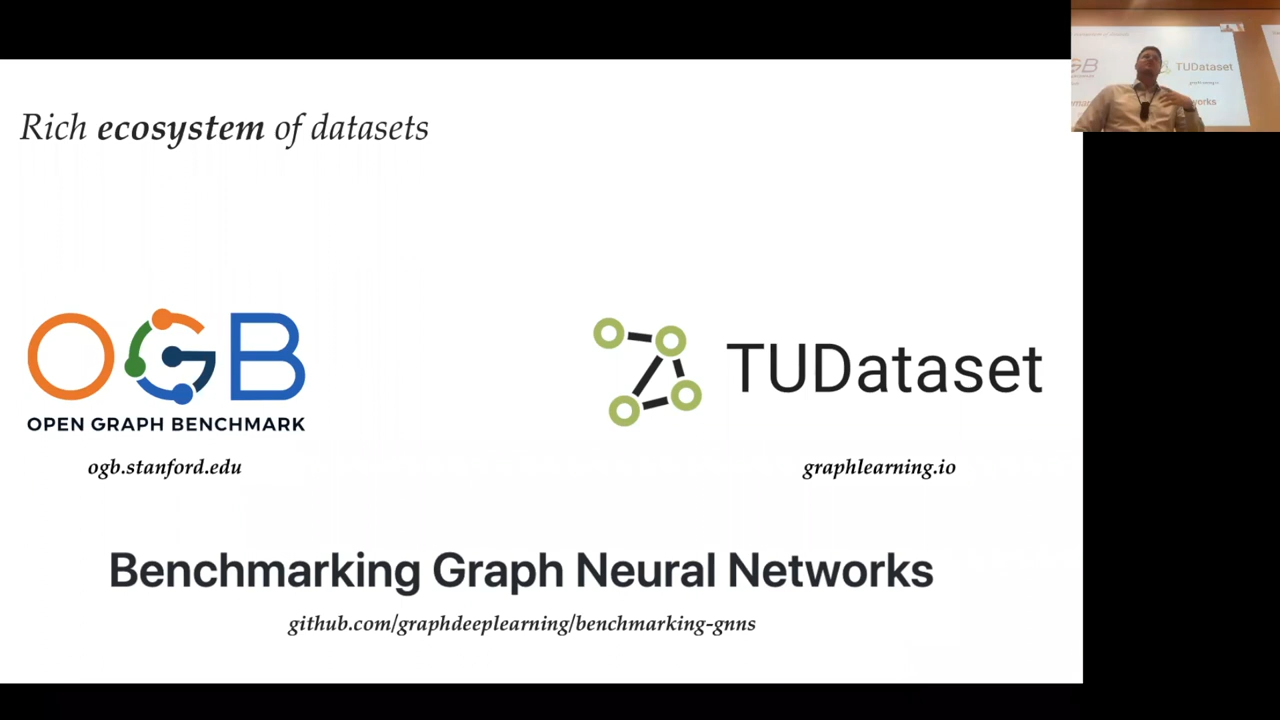 Rich ecosystem of datasets
OGB
OPEN GRAPH BENCHMARK
ogb.stanford.edu
TUDataset
graphlearning.io
Benchmarking Graph Neural Networks
github.com/graphdeeplearning/benchmarking-gnns
TUDataset